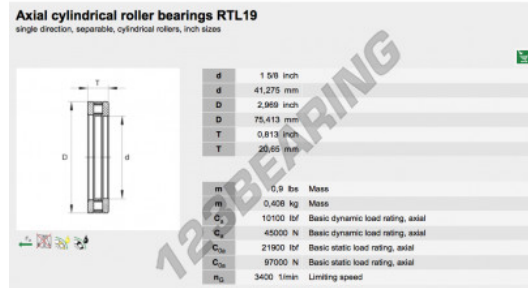 Axial cylindrical roller bearings RTL19
single direction, separable, cylindrical rollers, inch sizes
T
D
d
d 1 5/8 inch
d 41,275 mm
D 2,969 inch
D 75,413 mm
T 0,813 inch
T 20,65 mm
m 0,9 lbs Mass
m 0,408 kg Mass
Ca 10100 lbf Basic dynamic load rating, axial
Ca 45000 N Basic dynamic load rating, axial
C0a 21900 lbf Basic static load rating, axial
C0a 97000 N Basic static load rating, axial
nG 3400 1/min Limiting speed
123BEARING